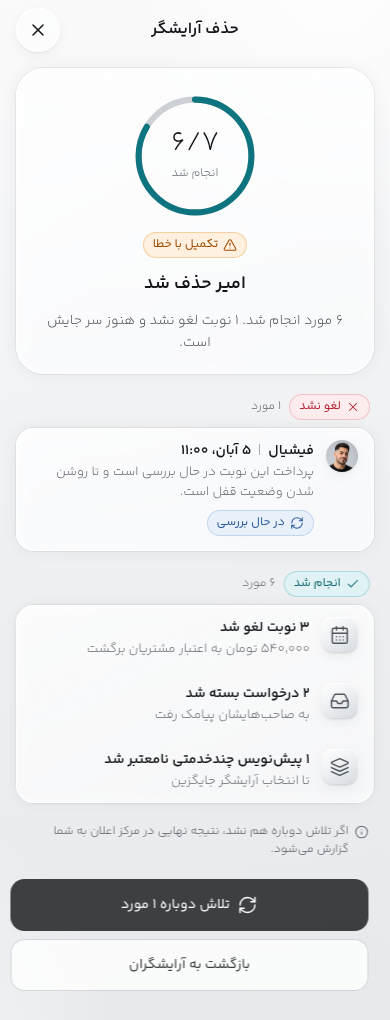 حذف آرایشگر
۶/۷
انجام شد
تکمیل با خطا
امیر حذف شد
۶ مورد انجام شد. ۱ نوبت لغو نشد و هنوز سر جایش
است.
لغو نشد
۱ مورد
فیشیال | ۵ آبان، ۱۱:۰۰
پرداخت این نوبت در حال بررسی است و تا روشن
شدن وضعیت قفل است.
در حال بررسی
انجام شد
۶ مورد
۳ نوبت لغو شد
۵۴۰,۰۰۰ تومان به اعتبار مشتریان برگشت
۲ درخواست بسته شد
به صاحب‌هایشان پیامک رفت
۱ پیش‌نویس چندخدمتی نامعتبر شد
تا انتخاب آرایشگر جایگزین
اگر تلاش دوباره هم نشد، نتیجه نهایی در مرکز اعلان به شما
گزارش می‌شود.
تلاش دوباره ۱ مورد
بازگشت به آرایشگران